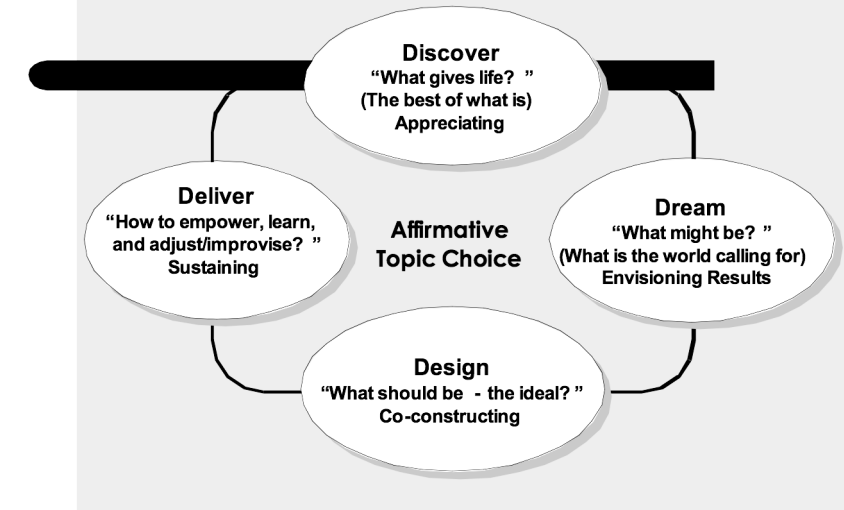 Discover
“What gives life? ”
(The best of what is)
Appreciating
Deliver
“How to empower, learn,
and adjust/improvise? ”
Sustaining
Affirmative
Topic Choice
Dream
“What might be? ”
(What is the world calling for)
Envisioning Results
Design
“What should be - the ideal? ”
Co-constructing